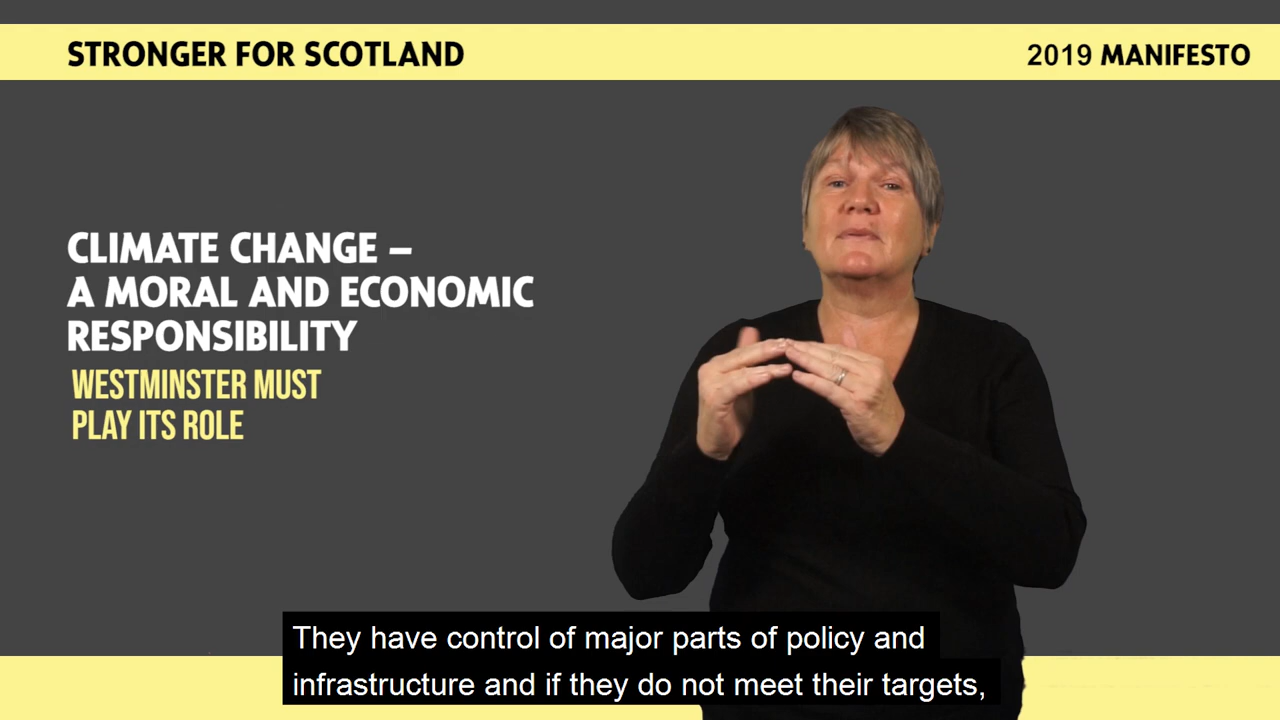 STRONGER FOR SCOTLAND
2019 MANIFESTO
CLIMATE CHANGE –
A MORAL AND ECONOMIC
RESPONSIBILITY
WESTMINSTER MUST
PLAY ITS ROLE
They have control of major parts of policy and
infrastructure and if they do not meet their targets,